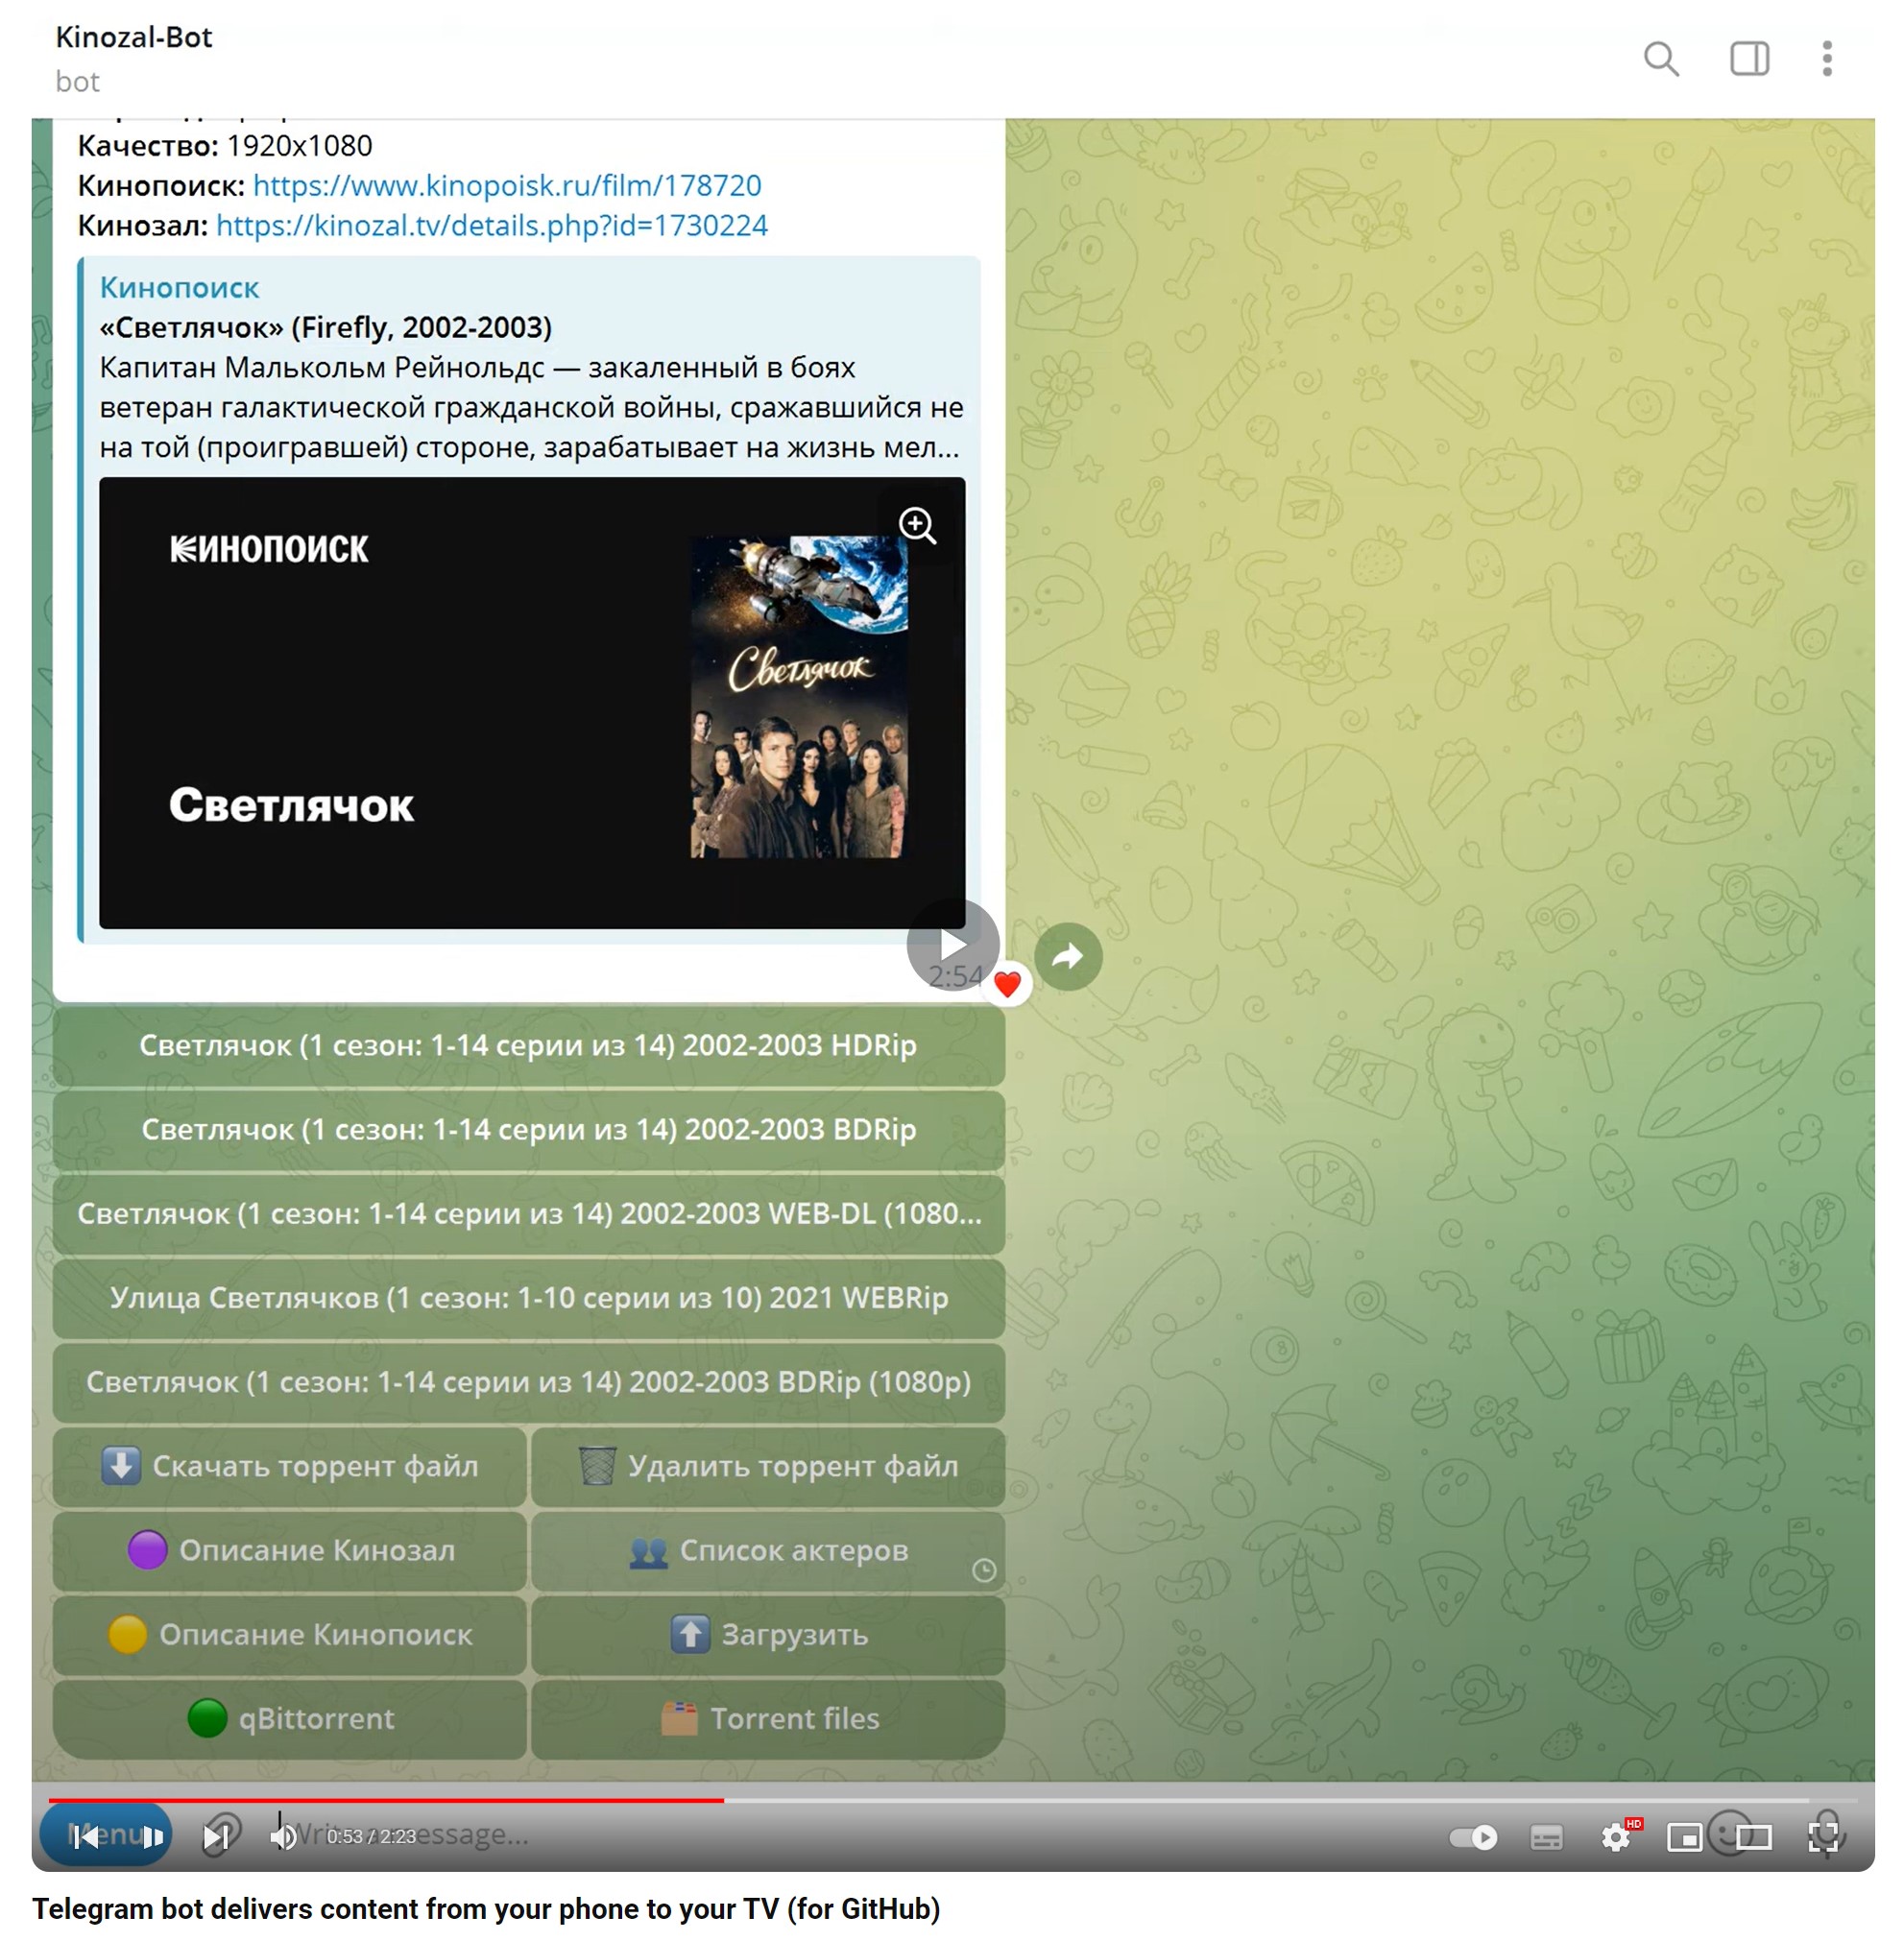 Kinozal-Bot
bot
Качество: 1920x1080
Кинопоиск: https://www.kinopoisk.ru/film/178720
Кинозал: https://kinozal.tv/details.php?id=1730224
Кинопоиск
«Светлячок» (Firefly, 2002-2003)
Капитан Малькольм Рейнольдс — закаленный в боях
ветеран галактической гражданской войны, сражавшийся не
на той (проигравшей) стороне, зарабатывает на жизнь мел...
КИНОПОИСК
Светлячок
Светлячок
2:54
Светлячок (1 сезон: 1-14 серии из 14) 2002-2003 HDRip
Светлячок (1 сезон: 1-14 серии из 14) 2002-2003 BDRip
Светлячок (1 сезон: 1-14 серии из 14) 2002-2003 WEB-DL (1080...
Улица Светлячков (1 сезон: 1-10 серии из 10) 2021 WEBRip
Светлячок (1 сезон: 1-14 серии из 14) 2002-2003 BDRip (1080p)
Скачать торрент файл
Удалить торрент файл
Описание Кинозал
Список актеров
Описание Кинопоиск
Загрузить
qBittorrent
Torrent files
Menu
Write a message...
0:53 / 2:23
HD
Telegram bot delivers content from your phone to your TV (for GitHub)